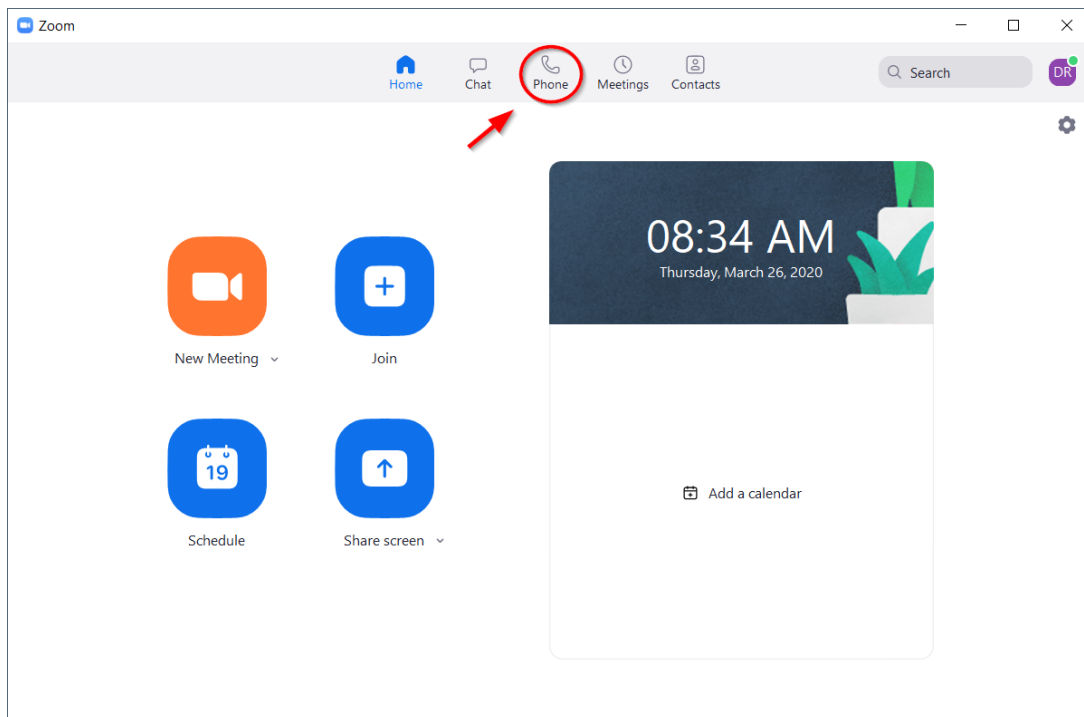 Zoom
Home
Chat
Phone
Meetings
Contacts
Search
DR
08:34 AM
Thursday, March 26, 2020
New Meeting
Join
19
Schedule
Share screen
Add a calendar